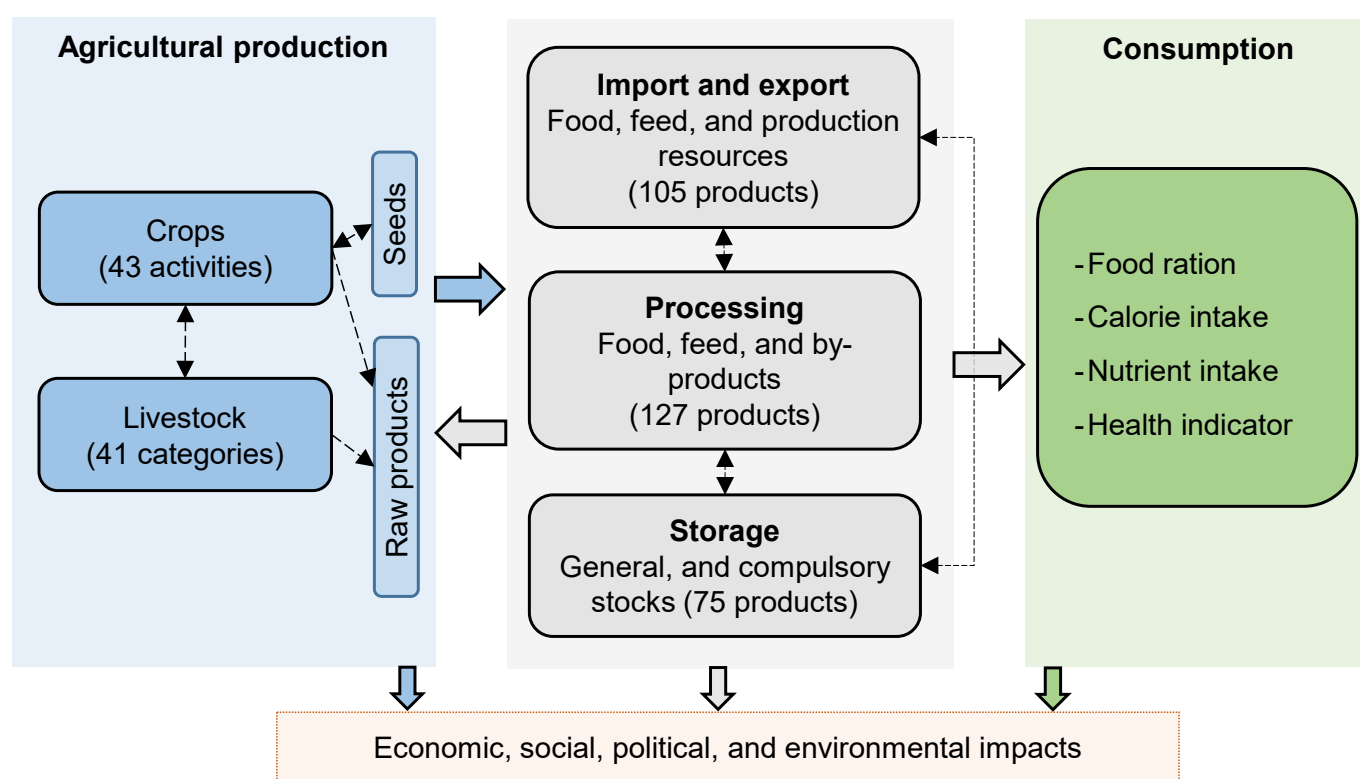 Agricultural production
Crops
(43 activities)
Livestock
(41 categories)
Seeds
Raw products
Import and export
Food, feed, and production
resources
(105 products)
Processing
Food, feed, and by-
products
(127 products)
Storage
General, and compulsory
stocks (75 products)
Consumption
-Food ration
-Calorie intake
-Nutrient intake
-Health indicator
Economic, social, political, and environmental impacts